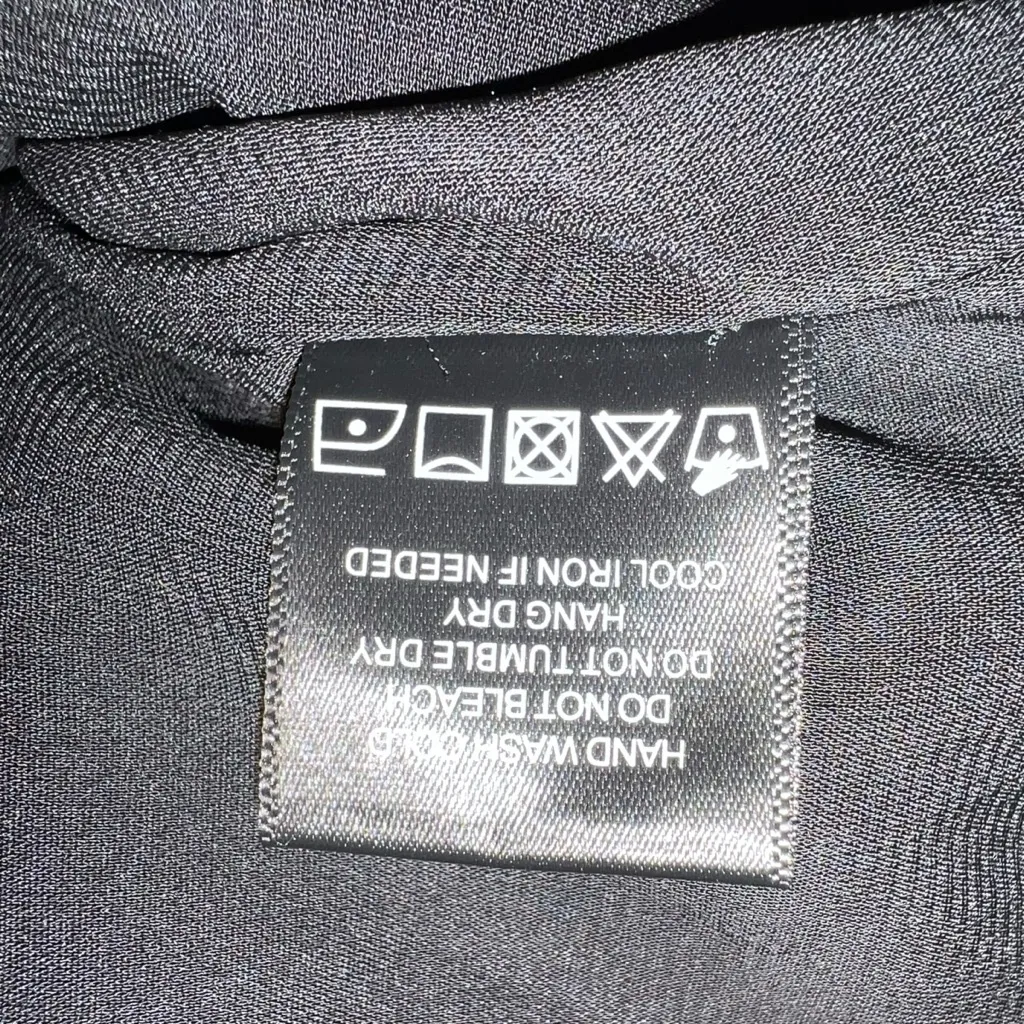 HAND WASH COLD
DO NOT BLEACH
DO NOT TUMBLE DRY
HANG DRY
COOL IRON IF NEEDED